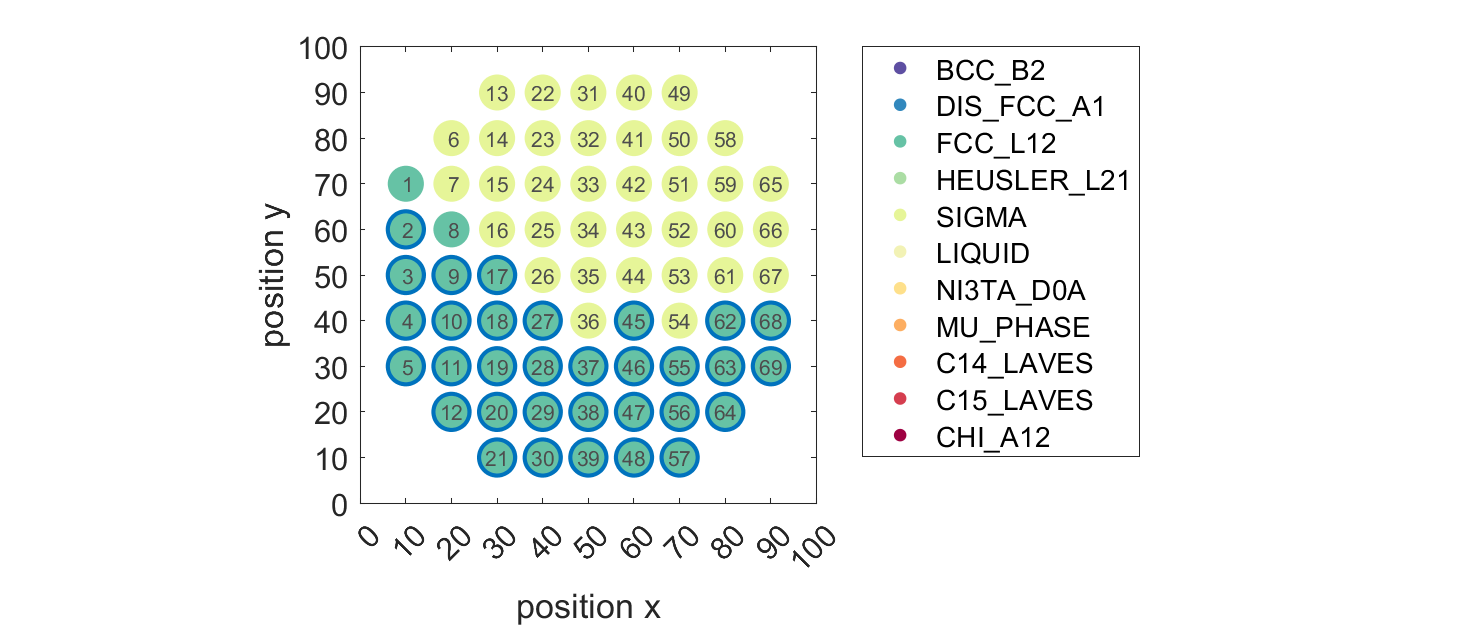 100
90
80
70
60
50
40
30
20
10
0
position y
13 22 31 40 49
6 14 23 32 41 50 58
1 7 15 24 33 42 51 59 65
2 8 16 25 34 43 52 60 66
3 9 17 26 35 44 53 61 67
4 10 18 27 36 45 54 62 68
5 11 19 28 37 46 55 63 69
12 20 29 38 47 56 64
21 30 39 48 57
0 10 20 30 40 50 60 70 80 90 100
position x
BCC_B2
DIS_FCC_A1
FCC_L12
HEUSLER_L21
SIGMA
LIQUID
NI3TA_D0A
MU_PHASE
C14_LAVES
C15_LAVES
CHI_A12